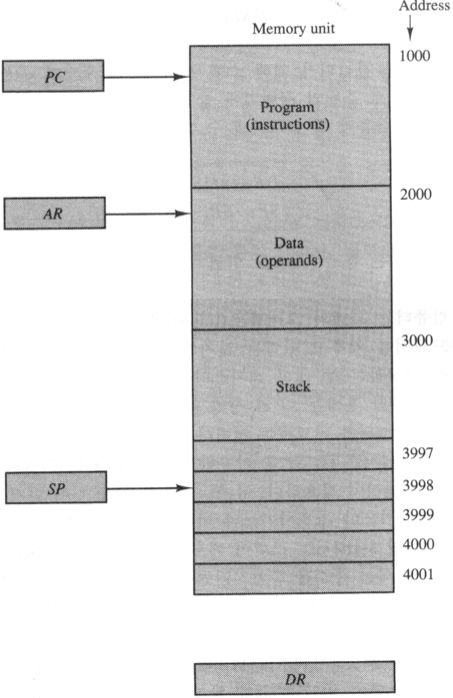 Address
Memory unit
1000
PC
Program
(instructions)
2000
AR
Data
(operands)
3000
Stack
3997
SP
3998
3999
4000
4001
DR